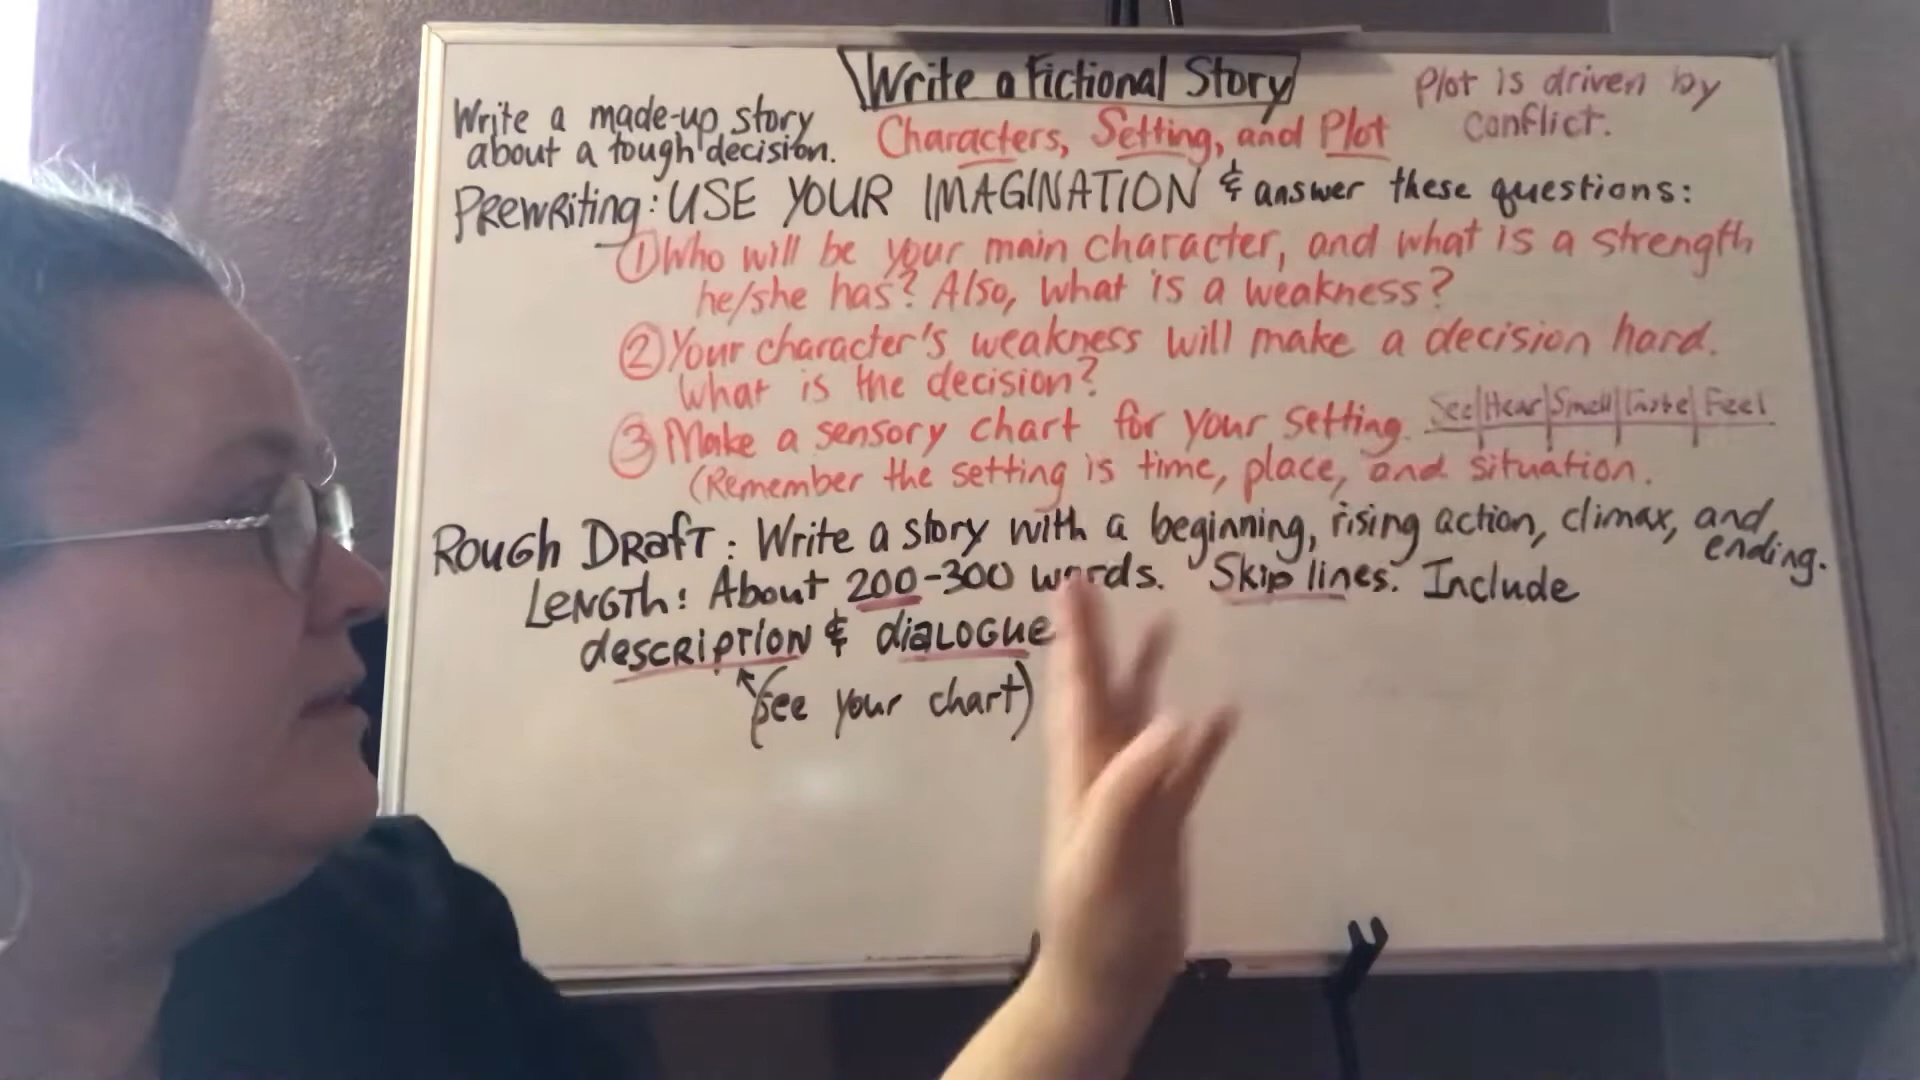 Write a Fictional Story
Plot is driven by
conflict.
Write a made-up story
about a tough decision.
Characters, Setting, and Plot
Prewriting: USE YOUR IMAGINATION & answer these questions:
① Who will be your main character, and what is a strength
he/she has? Also, what is a weakness?
② Your character's weakness will make a decision hard.
What is the decision?
③ Make a sensory chart for your setting.
See | Hear | Smell | Taste | Feel
(Remember the setting is time, place, and situation.
Rough Draft: Write a story with a beginning, rising action, climax, and
ending.
Length: About 200-300 words. Skip lines. Include
description & dialogue
(See your chart)